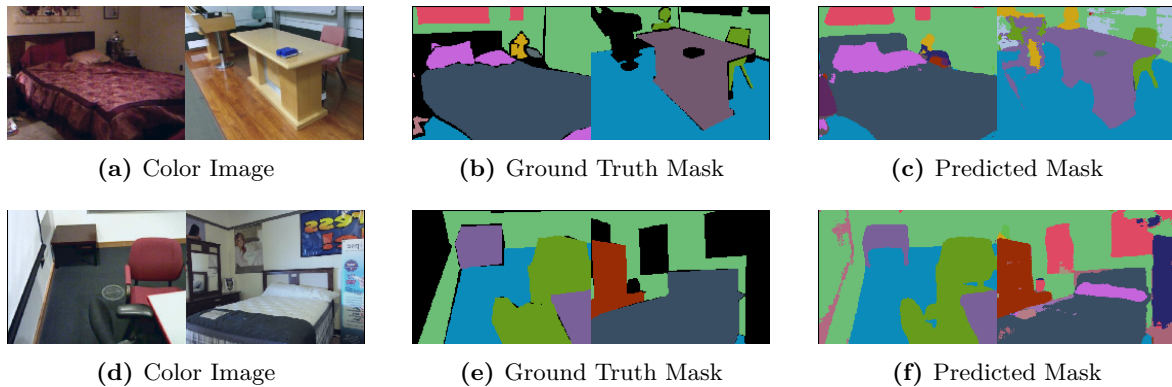 (a) Color Image
(b) Ground Truth Mask
(c) Predicted Mask
(d) Color Image
(e) Ground Truth Mask
(f) Predicted Mask